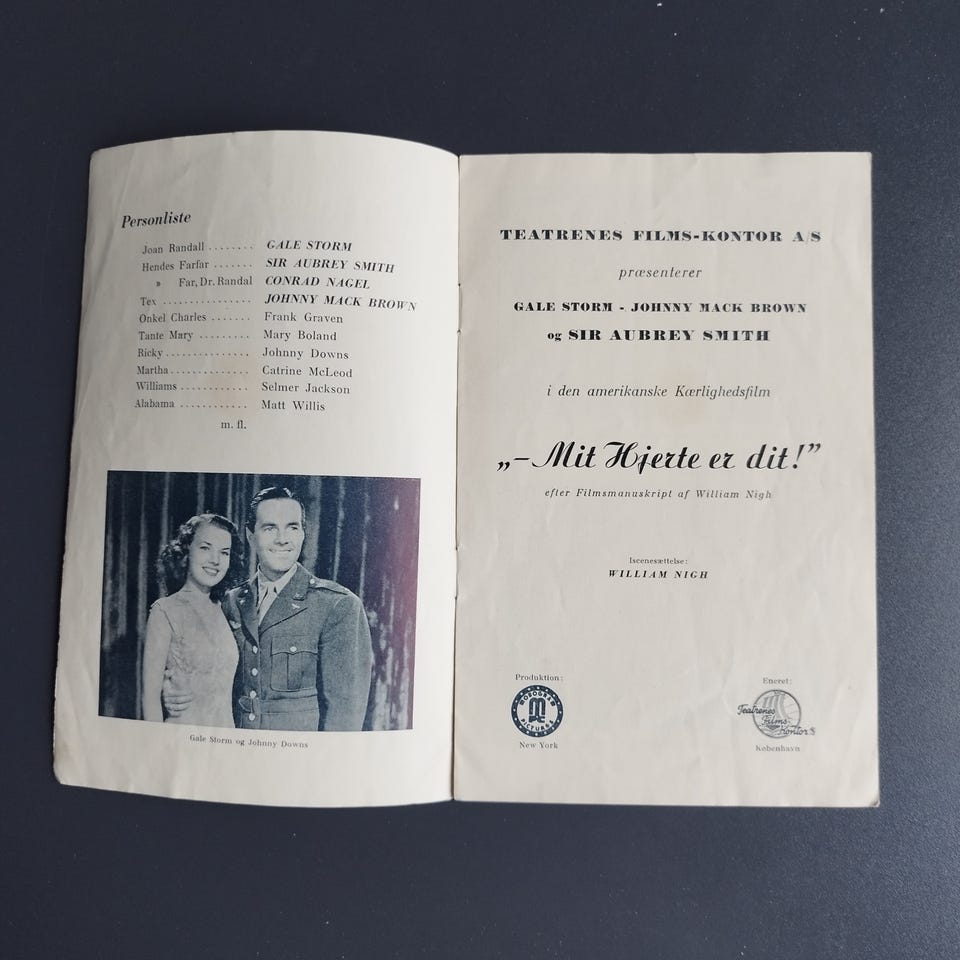 Personliste
Joan Randall ........ GALE STORM
Hendes Farfar ....... SIR AUBREY SMITH
» Far, Dr. Randal CONRAD NAGEL
Tex ............... JOHNNY MACK BROWN
Onkel Charles ....... Frank Graven
Tante Mary ......... Mary Boland
Ricky .............. Johnny Downs
Martha ............. Catrine McLeod
Williams ............ Selmer Jackson
Alabama ............ Matt Willis
m. fl.
Gale Storm og Johnny Downs
TEATRENES FILMS-KONTOR A/S
præsenterer
GALE STORM - JOHNNY MACK BROWN
og SIR AUBREY SMITH
i den amerikanske Kærlighedsfilm
„– Mit Hjerte er dit!”
efter Filmsmanuskript af William Nigh
Iscenesættelse:
WILLIAM NIGH
Produktion:
MONOGRAM
PICTURES
New York
Eneret:
Teatrenes
Films-
Kontor A/S
København